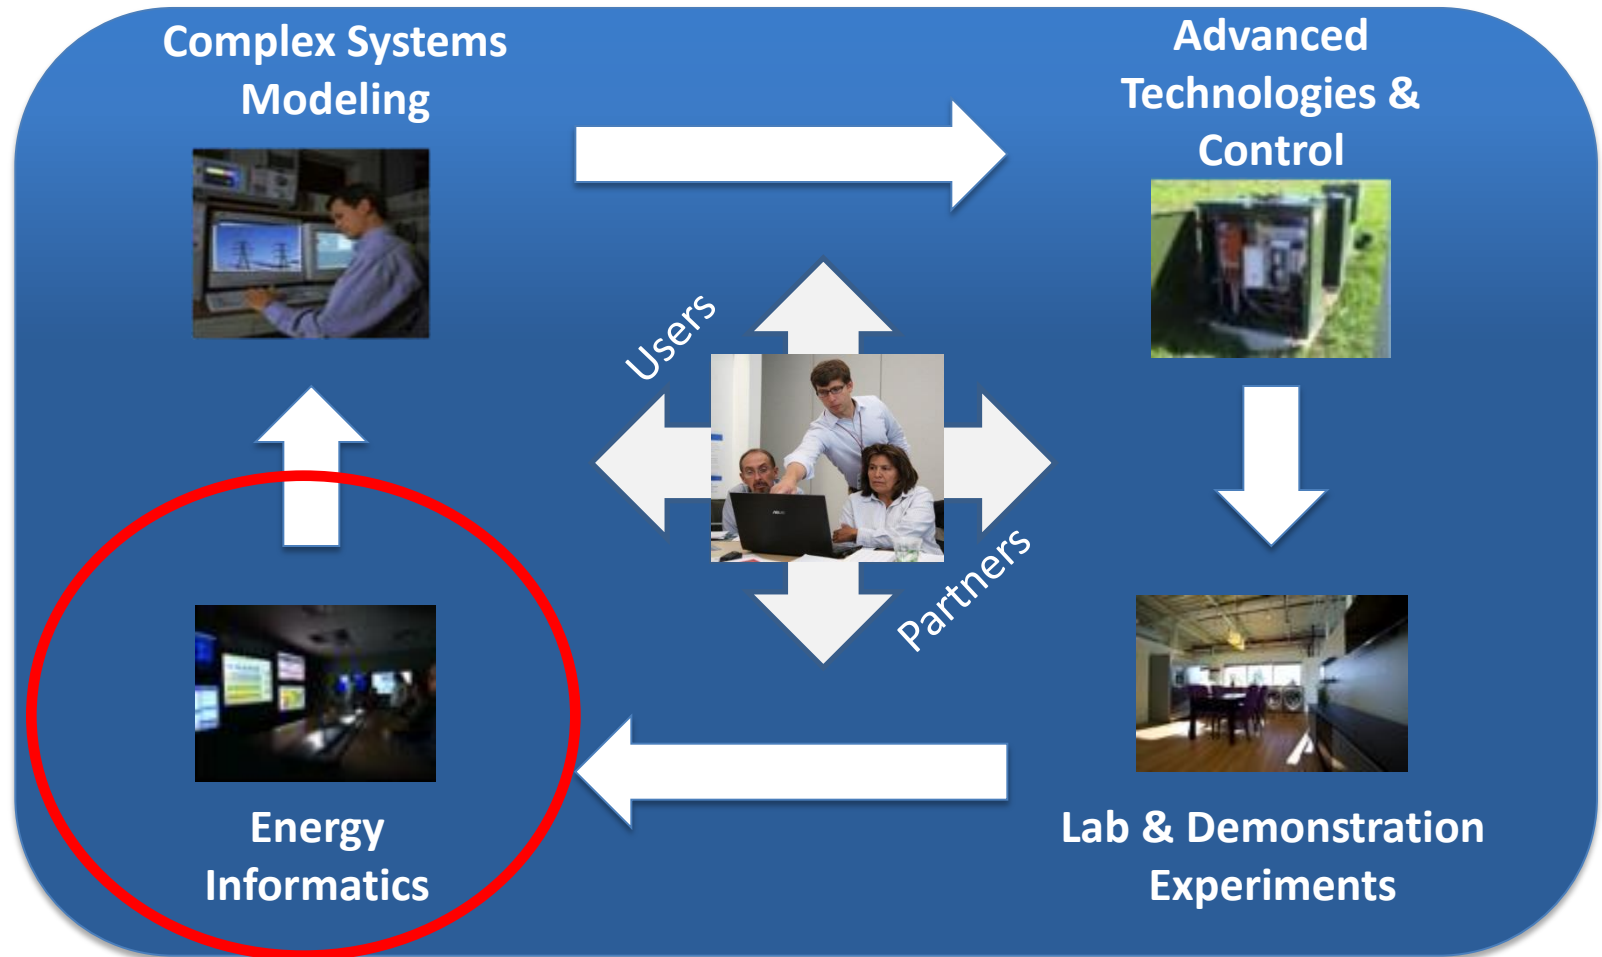 Complex Systems
Modeling
Advanced
Technologies &
Control
Users
Partners
Energy
Informatics
Lab & Demonstration
Experiments